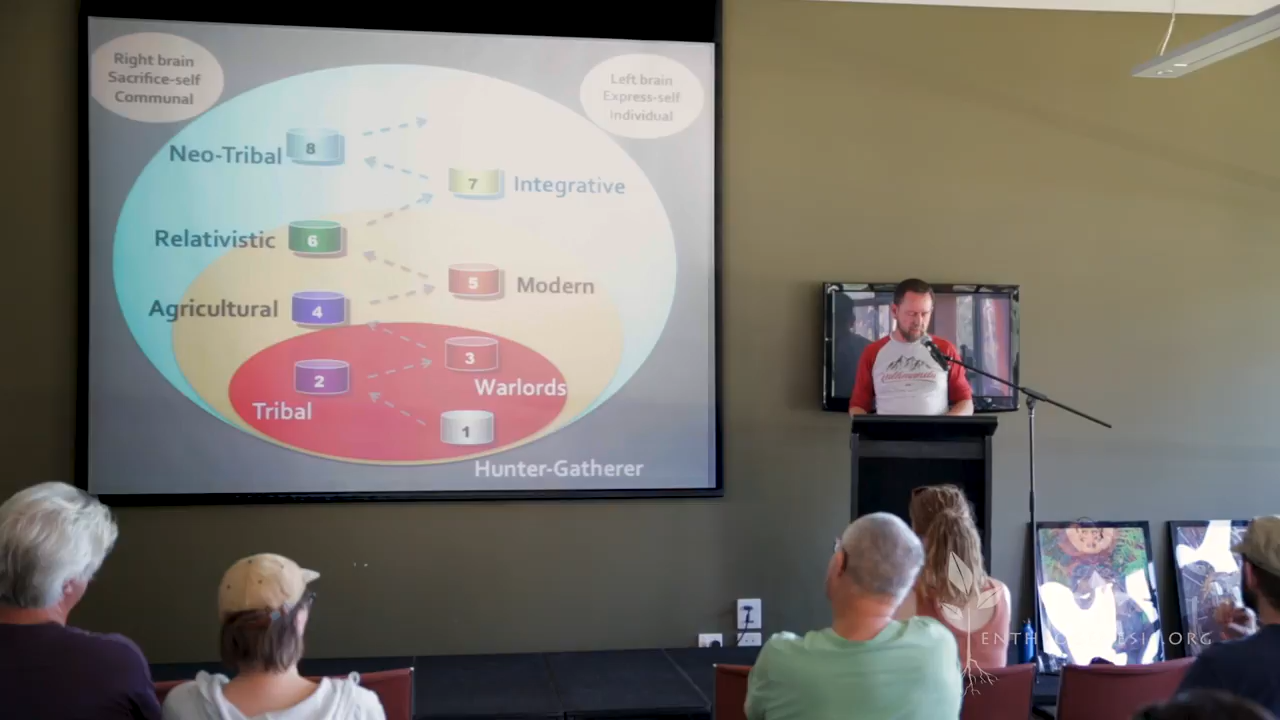 Right brain
Sacrifice-self
Communal
Left brain
Express-self
Individual
Neo-Tribal
8
7
Integrative
Relativistic
6
5
Modern
Agricultural
4
3
Warlords
2
Tribal
1
Hunter-Gatherer